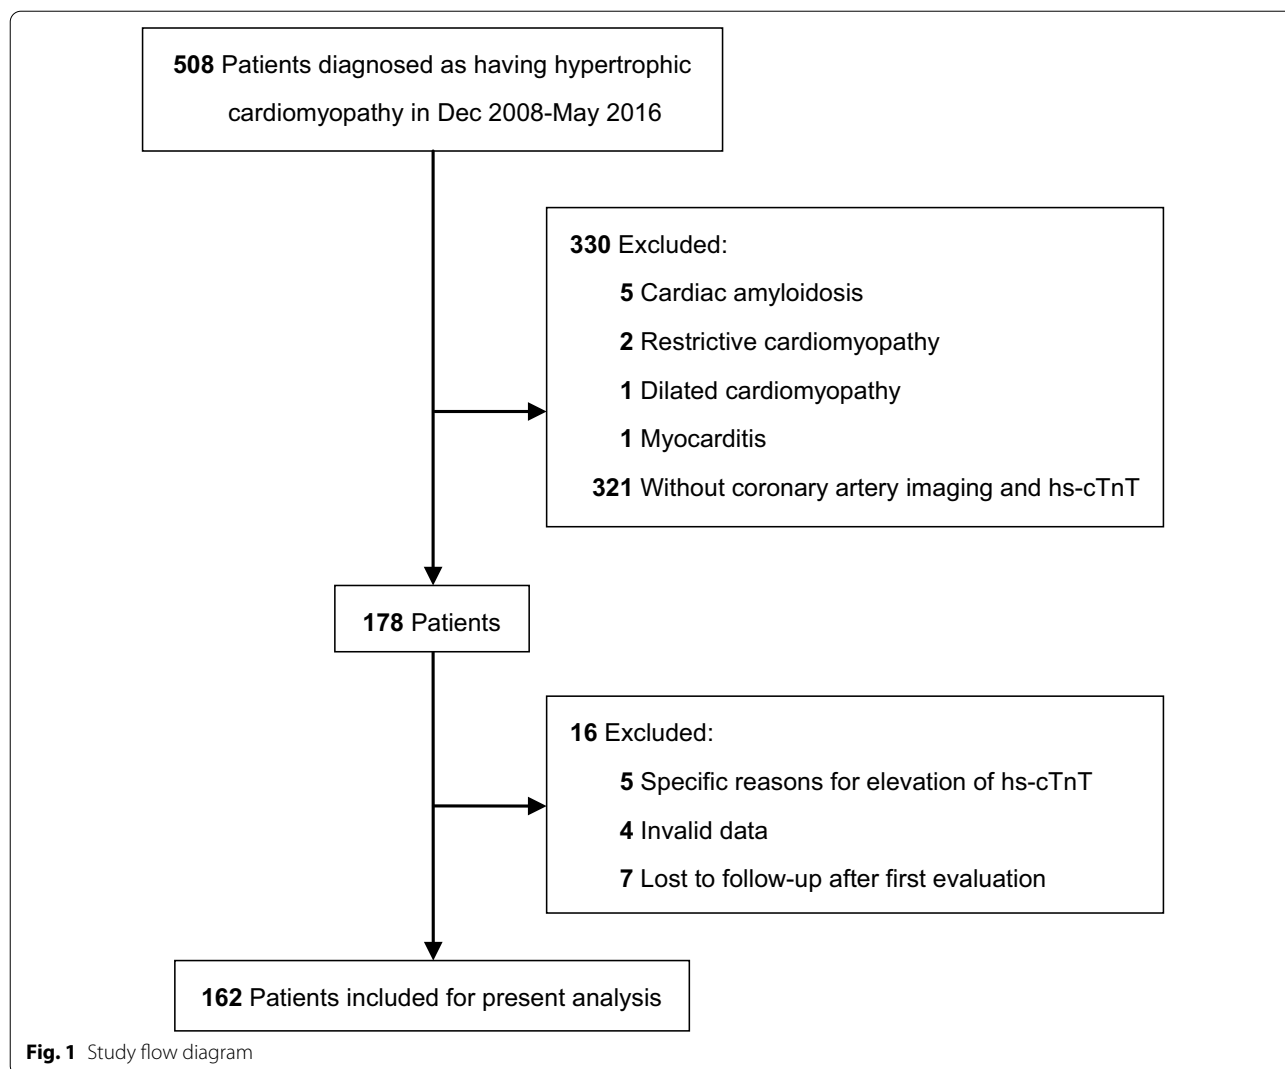 508 Patients diagnosed as having hypertrophic
cardiomyopathy in Dec 2008-May 2016
330 Excluded:
5 Cardiac amyloidosis
2 Restrictive cardiomyopathy
1 Dilated cardiomyopathy
1 Myocarditis
321 Without coronary artery imaging and hs-cTnT
178 Patients
16 Excluded:
5 Specific reasons for elevation of hs-cTnT
4 Invalid data
7 Lost to follow-up after first evaluation
162 Patients included for present analysis
Fig. 1 Study flow diagram